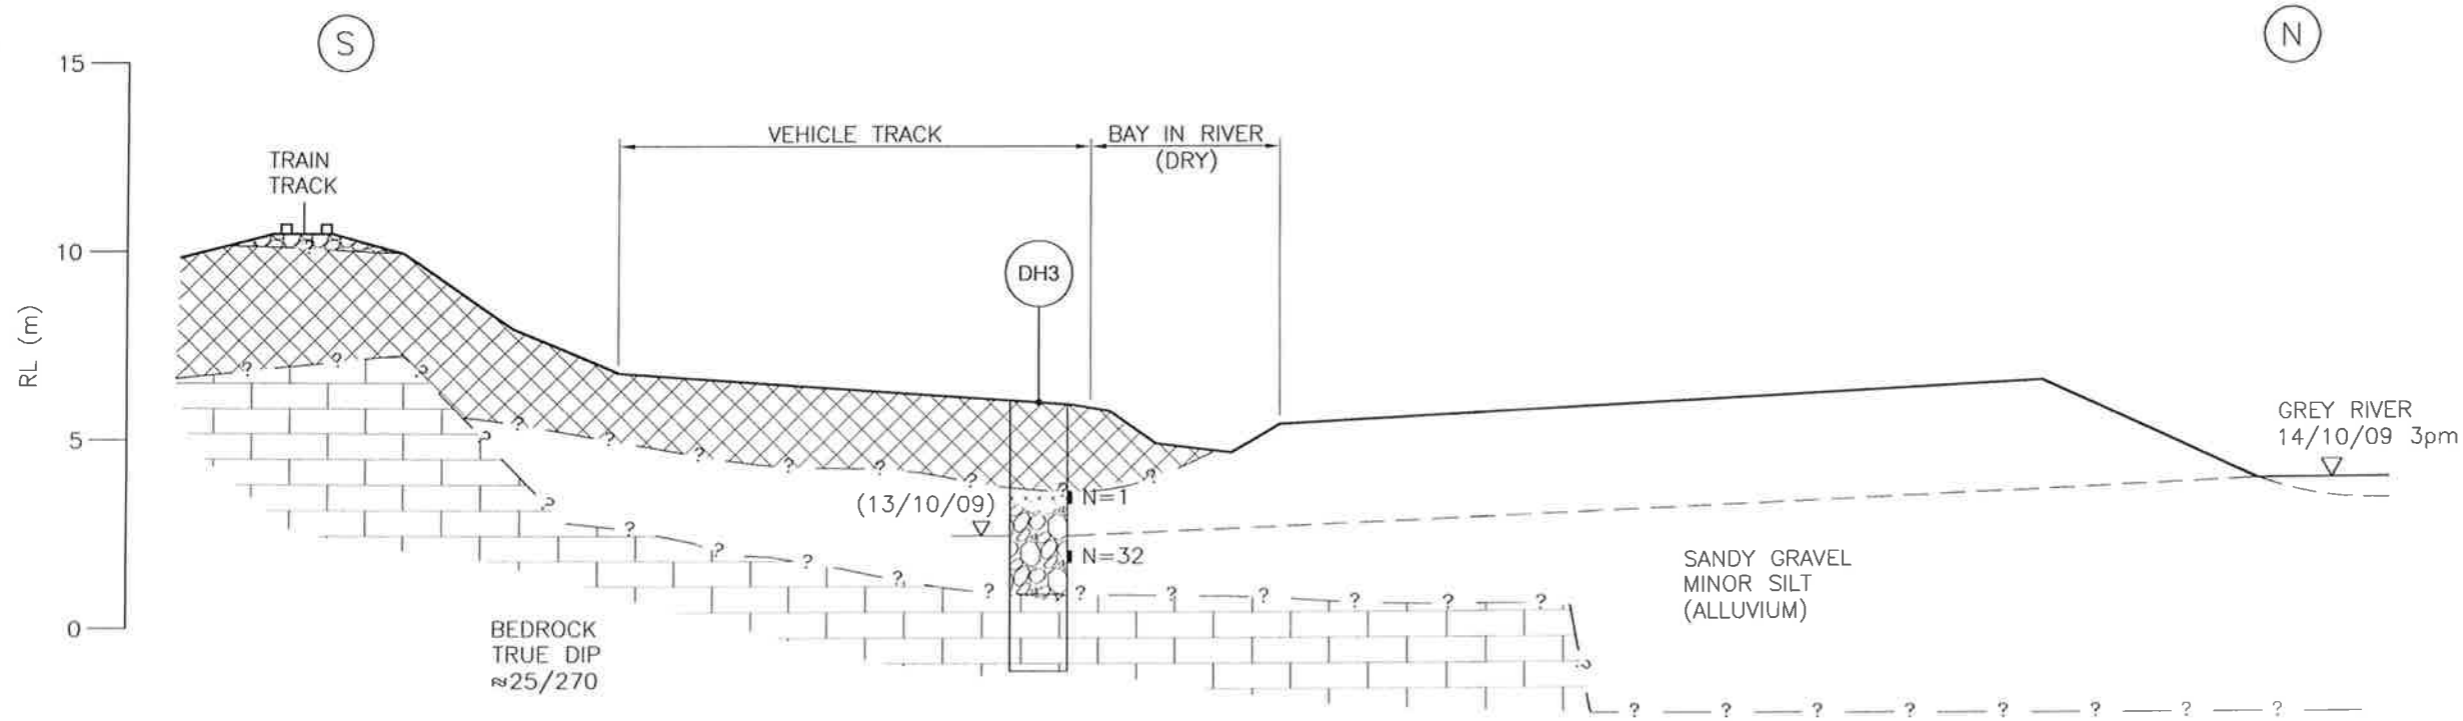 S
N
15
10
5
0
RL (m)
TRAIN
TRACK
VEHICLE TRACK
BAY IN RIVER
(DRY)
DH3
GREY RIVER
14/10/09 3pm
(13/10/09)
N=1
N=32
SANDY GRAVEL
MINOR SILT
(ALLUVIUM)
BEDROCK
TRUE DIP
≈25/270
?
? ? ?
? ? ? ? ? ? ? ? ?
? ? ? ? ? ? ? ? ? ? ? ? ? ?
?
? ? ? ? ? ? ? ?